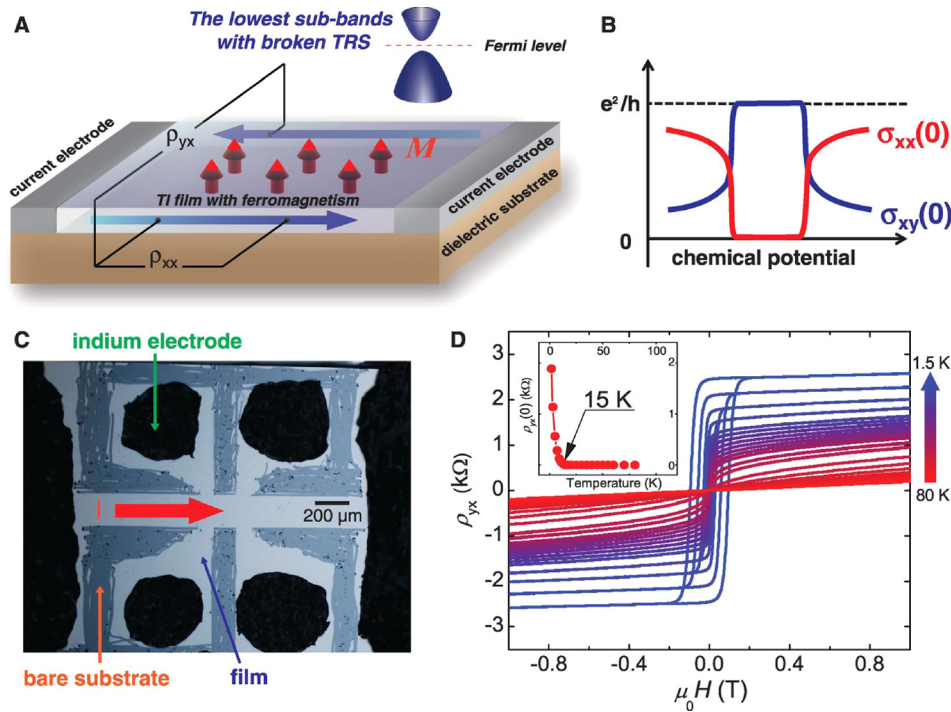 A
The lowest sub-bands
with broken TRS
Fermi level
current electrode
ρyx
M
TI film with ferromagnetism
ρxx
current electrode
dielectric substrate
B
e²/h
σxx(0)
σxy(0)
0
chemical potential
C
indium electrode
200 µm
bare substrate
film
D
3
2
1
0
-1
-2
-3
ρyx (kΩ)
0 50 100
ρyx(0) (kΩ)
2
1
0
15 K
Temperature (K)
-0.8 -0.4 0.0 0.4 0.8
μ0H (T)
1.5 K
80 K